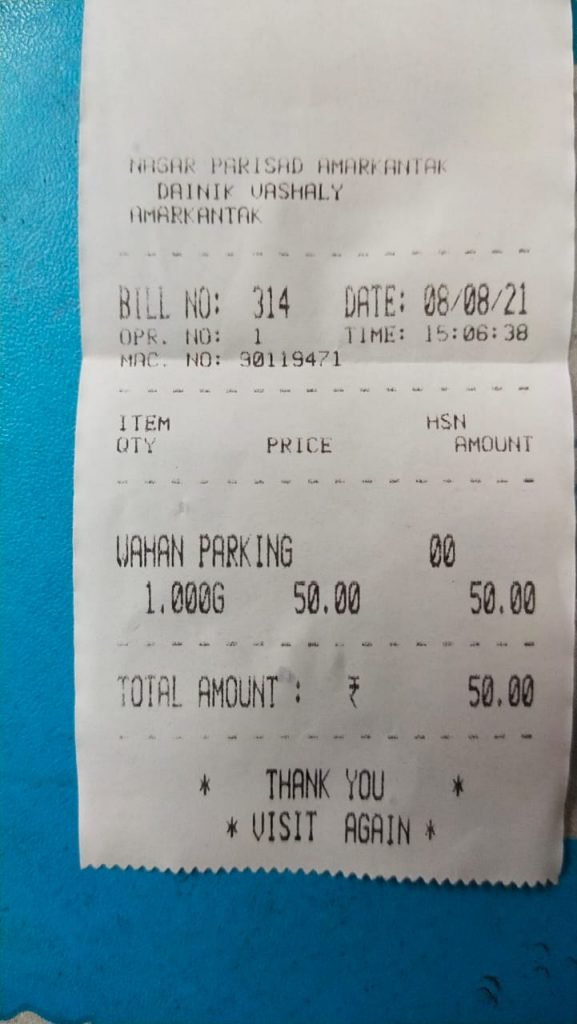 NAGAR PARISAD AMARKANTAK
DAINIK VASHALY
AMARKANTAK
BILL NO: 314 DATE: 08/08/21
OPR. NO: 1 TIME: 15:06:38
MAC. NO: 90119471
ITEM HSN
QTY PRICE AMOUNT
WAHAN PARKING 00
1.000G 50.00 50.00
TOTAL AMOUNT : ₹ 50.00
* THANK YOU *
* VISIT AGAIN *